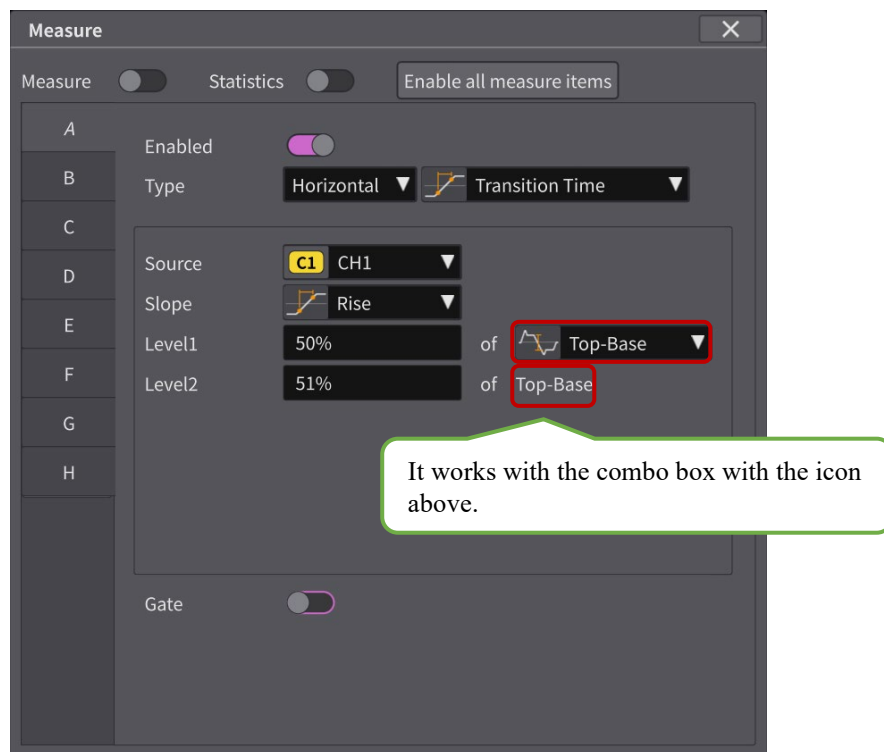 Measure
Measure Statistics Enable all measure items
A
Enabled
B
Type Horizontal Transition Time
C
Source C1 CH1
D
Slope Rise
E
Level1 50% of Top-Base
F
Level2 51% of Top-Base
G
H
It works with the combo box with the icon
above.
Gate